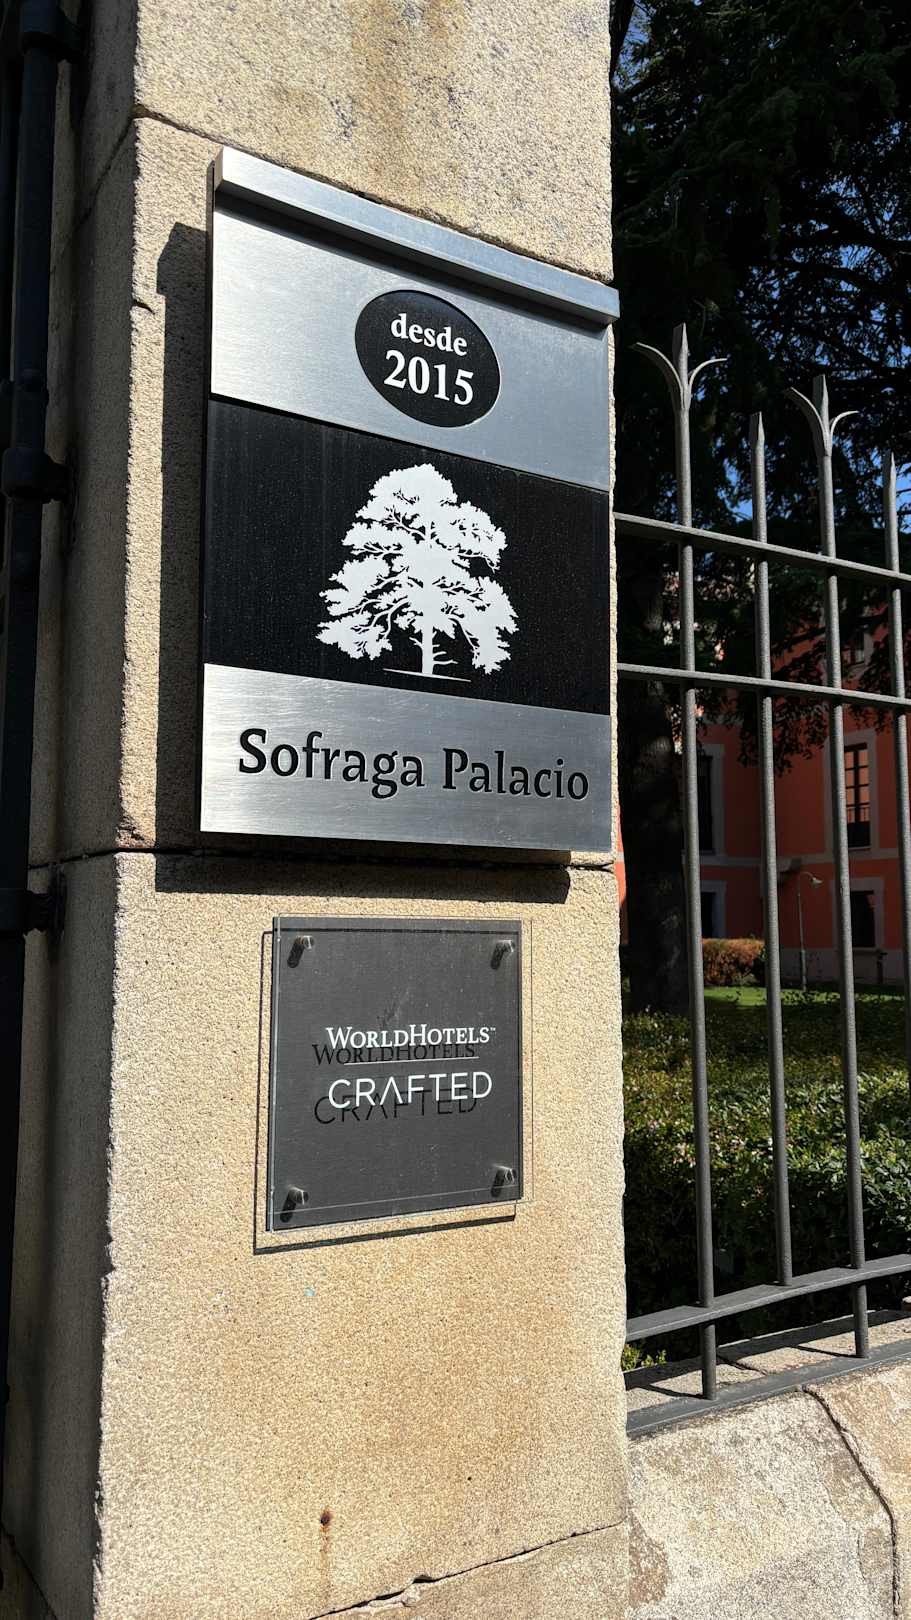 desde
2015
Sofraga Palacio
WORLDHOTELS™
CRAFTED